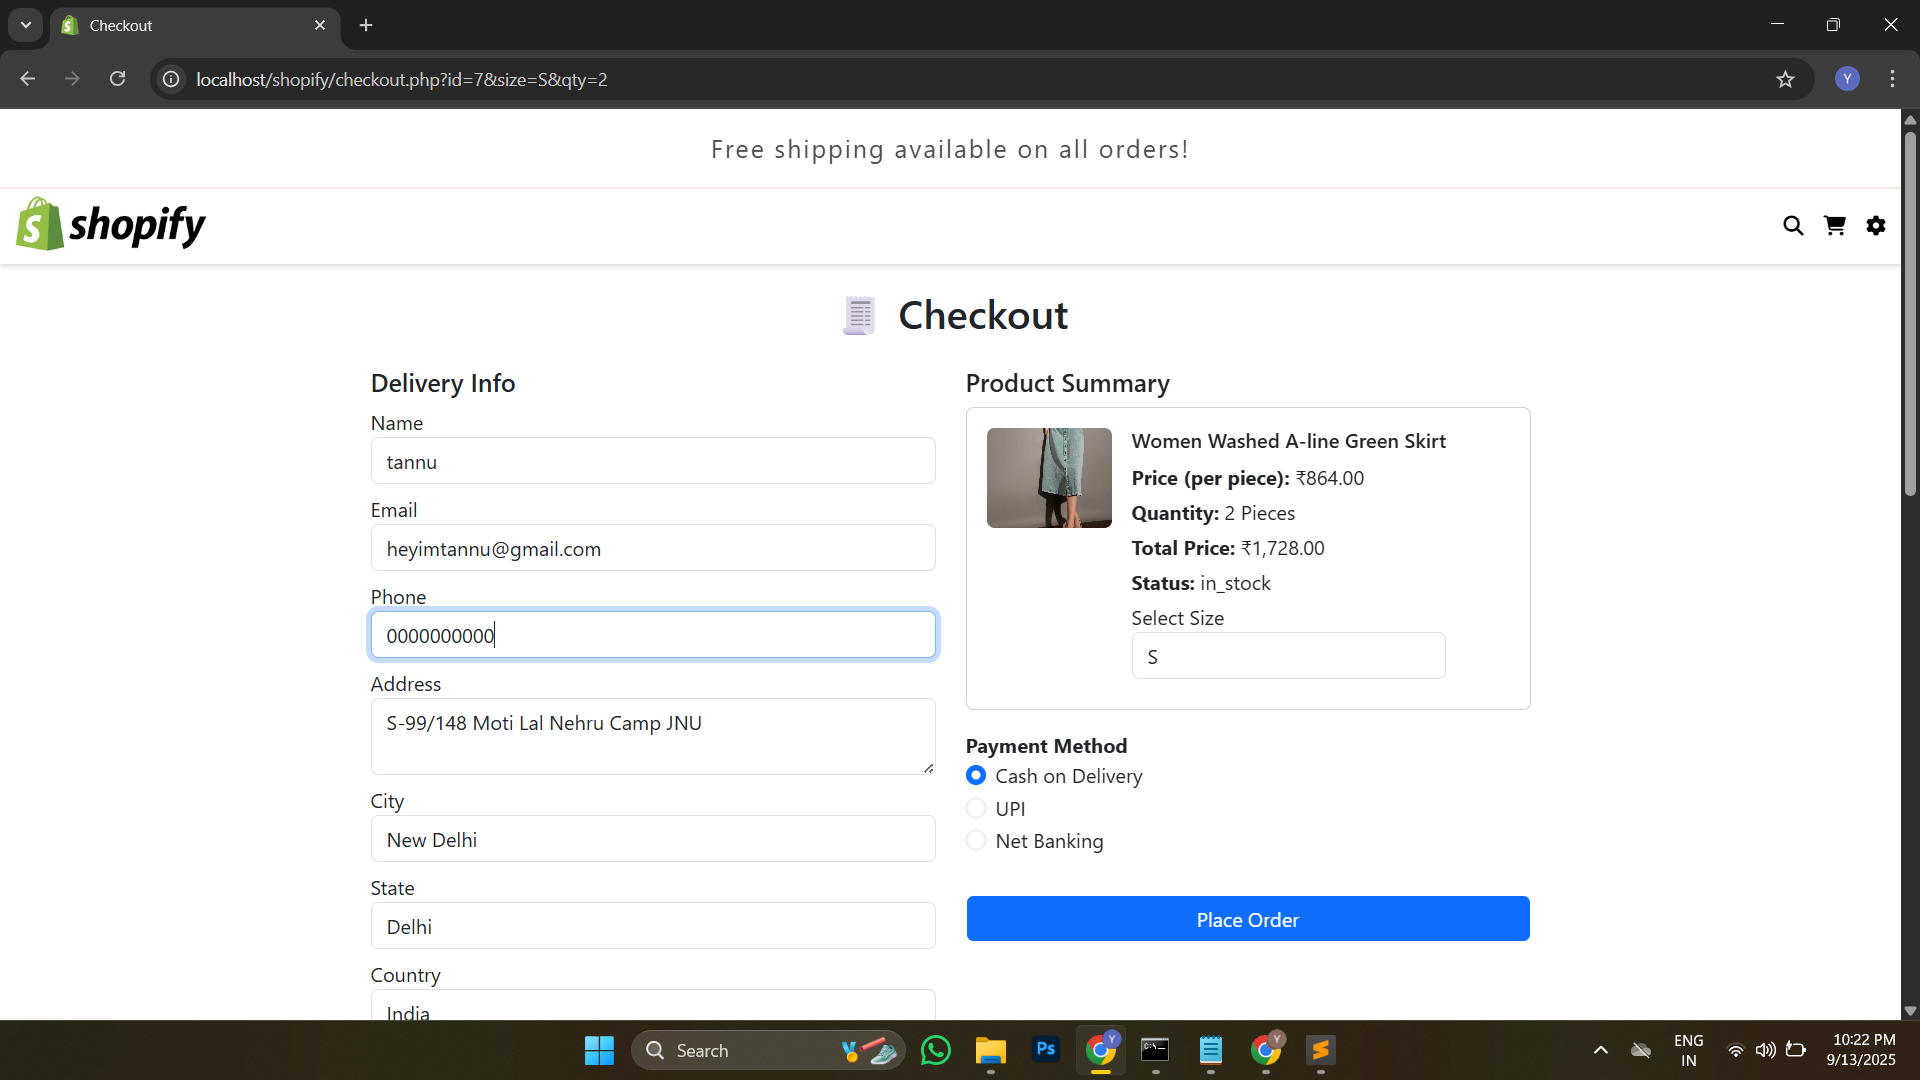 Checkout
localhost/shopify/checkout.php?id=7&size=S&qty=2
Y
Free shipping available on all orders!
shopify
Checkout
Delivery Info
Name
tannu
Email
heyimtannu@gmail.com
Phone
0000000000
Address
S-99/148 Moti Lal Nehru Camp JNU
City
New Delhi
State
Delhi
Country
India
Product Summary
Women Washed A-line Green Skirt
Price (per piece): ₹864.00
Quantity: 2 Pieces
Total Price: ₹1,728.00
Status: in_stock
Select Size
S
Payment Method
Cash on Delivery
UPI
Net Banking
Place Order
Search
Ps
Y
Y
ENG
IN
10:22 PM
9/13/2025